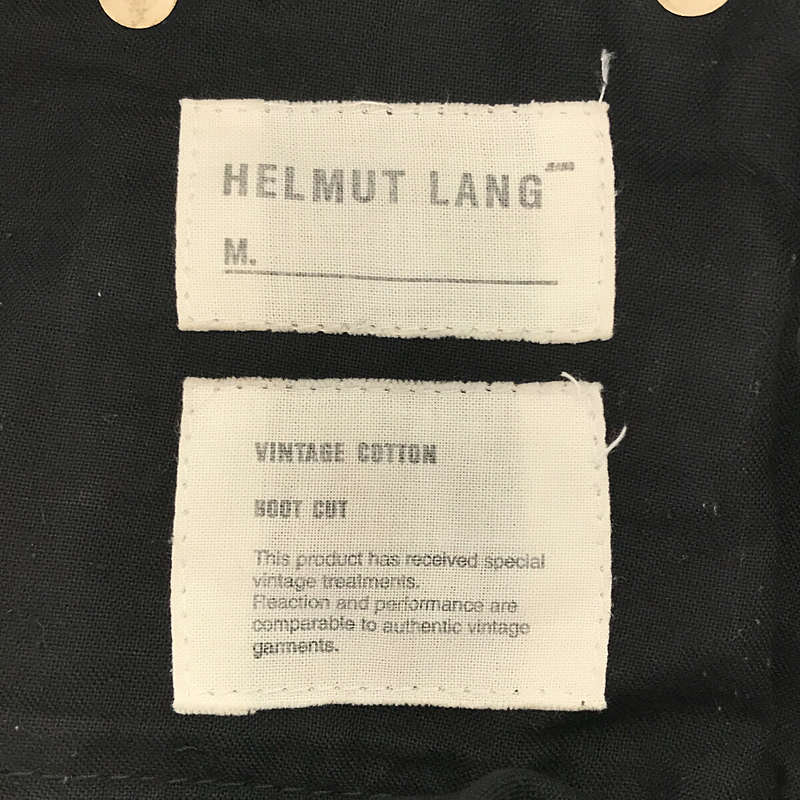 HELMUT LANG JEANS
M.
VINTAGE COTTON
BOOT CUT
This product has received special
vintage treatments.
Reaction and performance are
comparable to authentic vintage
garments.